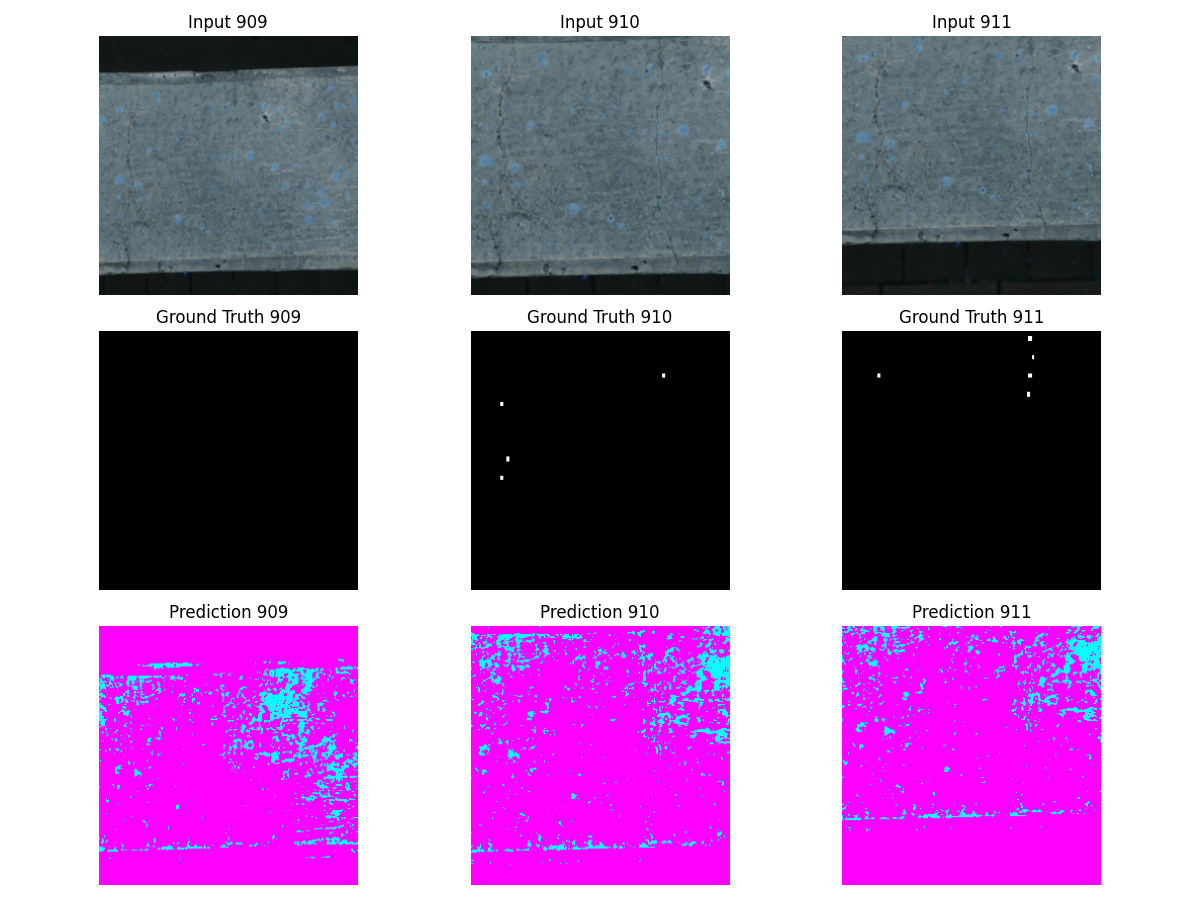 Input 909
Input 910
Input 911
Ground Truth 909
Ground Truth 910
Ground Truth 911
Prediction 909
Prediction 910
Prediction 911